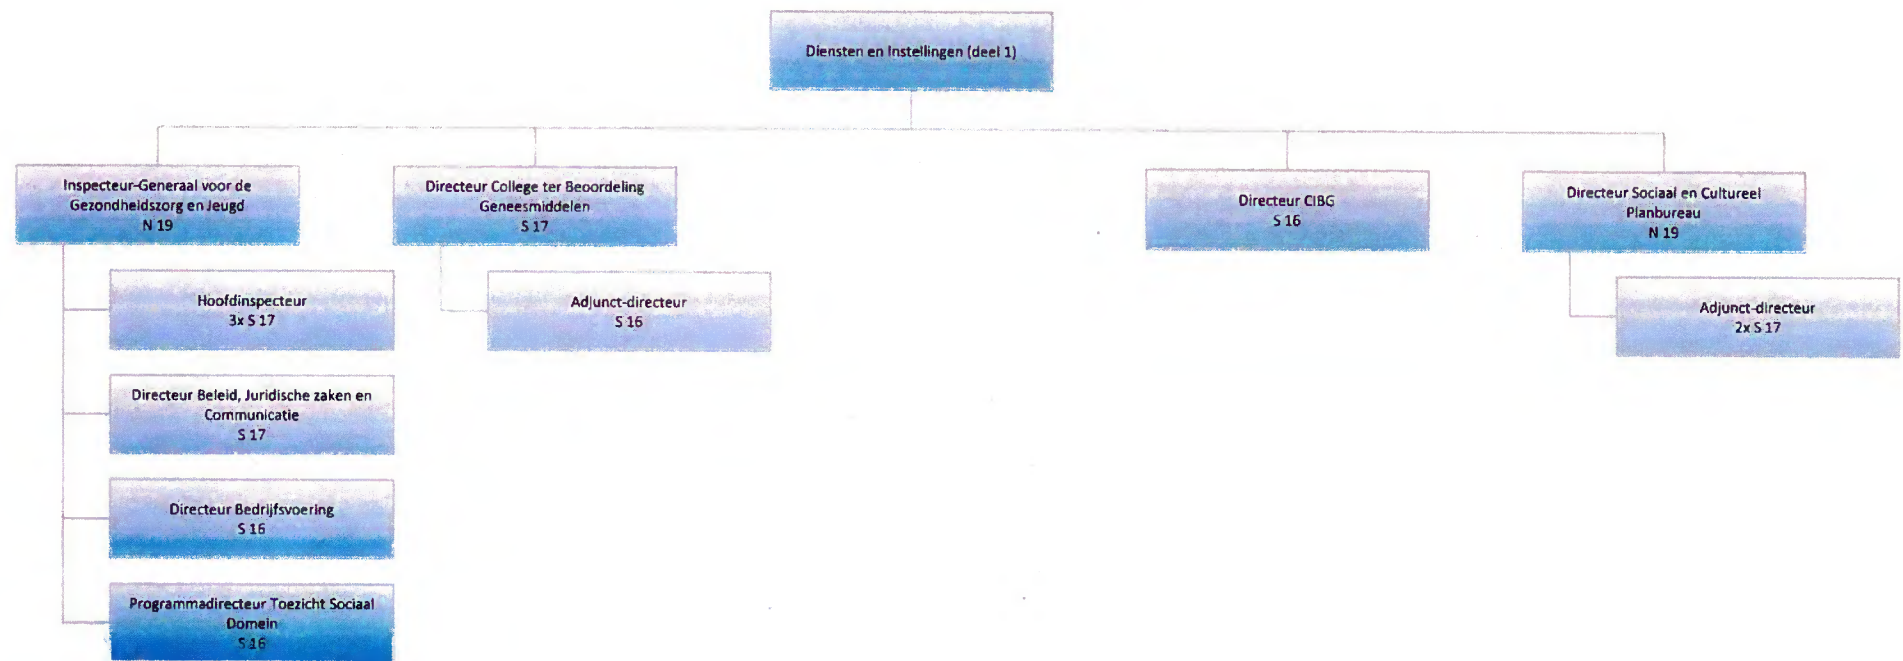 Diensten en Instellingen (deel 1)
Inspecteur-Generaal voor de
Gezondheidszorg en Jeugd
N 19
Hoofdinspecteur
3x S 17
Directeur Beleid, Juridische zaken en
Communicatie
S 17
Directeur Bedrijfsvoering
S 16
Programmadirecteur Toezicht Sociaal
Domein
S 16
Directeur College ter Beoordeling
Geneesmiddelen
S 17
Adjunct-directeur
S 16
Directeur CIBG
S 16
Directeur Sociaal en Cultureel
Planbureau
N 19
Adjunct-directeur
2x S 17